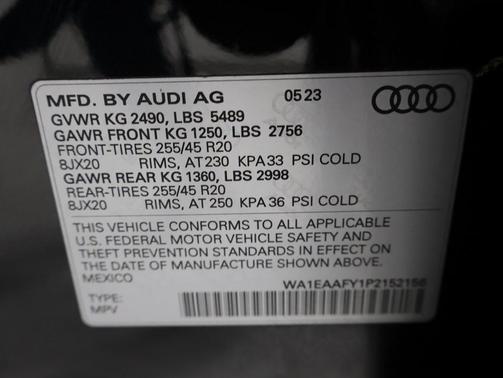 MFD. BY AUDI AG 05 23
GVWR KG 2490, LBS 5489
GAWR FRONT KG 1250, LBS 2756
FRONT-TIRES 255/45 R20
8JX20 RIMS, AT 230 KPA 33 PSI COLD
GAWR REAR KG 1360, LBS 2998
REAR-TIRES 255/45 R20
8JX20 RIMS, AT 250 KPA 36 PSI COLD
THIS VEHICLE CONFORMS TO ALL APPLICABLE
U.S. FEDERAL MOTOR VEHICLE SAFETY AND
THEFT PREVENTION STANDARDS IN EFFECT ON
THE DATE OF MANUFACTURE SHOWN ABOVE.
MEXICO
WA1EAAFY1P2152156
TYPE:
MPV